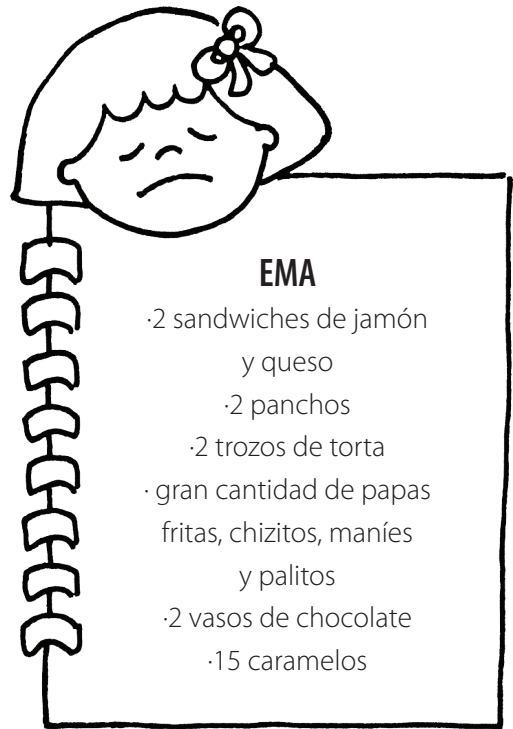 EMA
·2 sandwiches de jamón
y queso
·2 panchos
·2 trozos de torta
· gran cantidad de papas
fritas, chizitos, maníes
y palitos
·2 vasos de chocolate
·15 caramelos